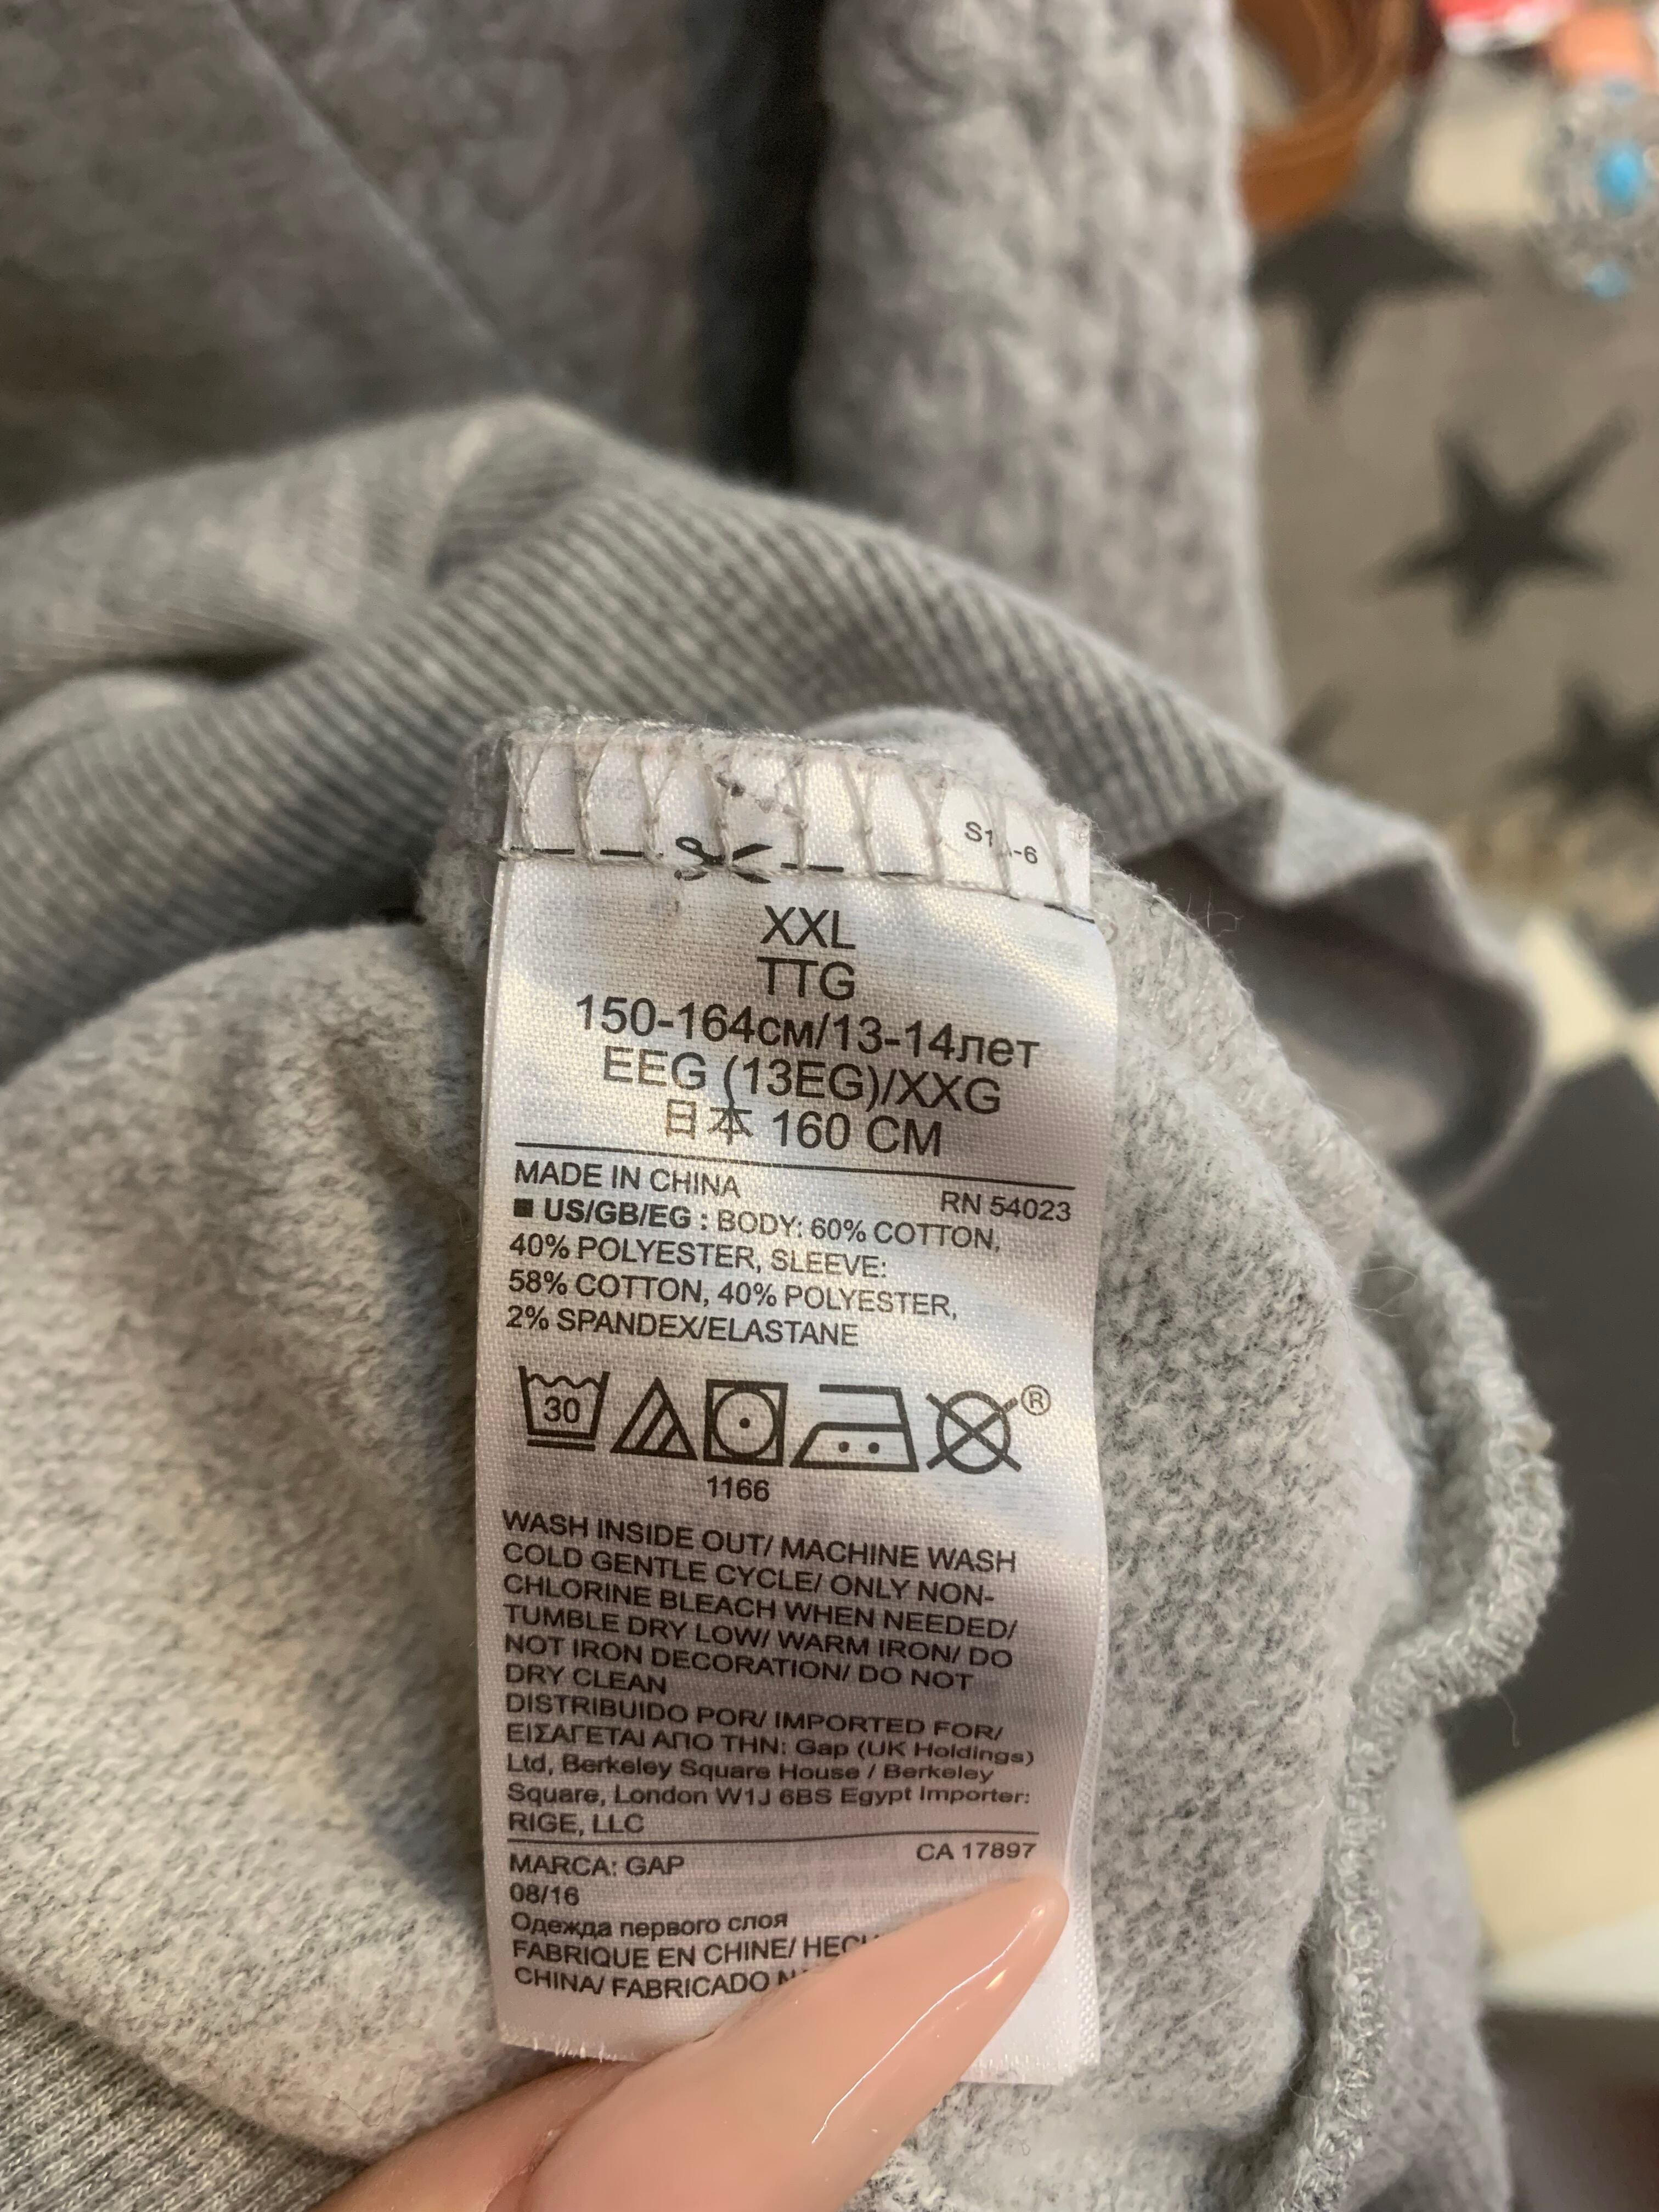 XXL
TTG
150-164см/13-14лет
EEG (13EG)/XXG
日本 160 CM
MADE IN CHINA
RN 54023
US/GB/EG : BODY: 60% COTTON,
40% POLYESTER, SLEEVE:
58% COTTON, 40% POLYESTER,
2% SPANDEX/ELASTANE
30
®
1166
WASH INSIDE OUT/ MACHINE WASH
COLD GENTLE CYCLE/ ONLY NON-
CHLORINE BLEACH WHEN NEEDED/
TUMBLE DRY LOW/ WARM IRON/ DO
NOT IRON DECORATION/ DO NOT
DRY CLEAN
DISTRIBUIDO POR/ IMPORTED FOR/
ΕΙΣΑΓΕΤΑΙ ΑΠΟ ΤΗΝ: Gap (UK Holdings)
Ltd, Berkeley Square House / Berkeley
Square, London W1J 6BS Egypt Importer:
RIGE, LLC
CA 17897
MARCA: GAP
08/16
Одежда первого слоя
FABRIQUE EN CHINE/
CHINA/ FABRICADO